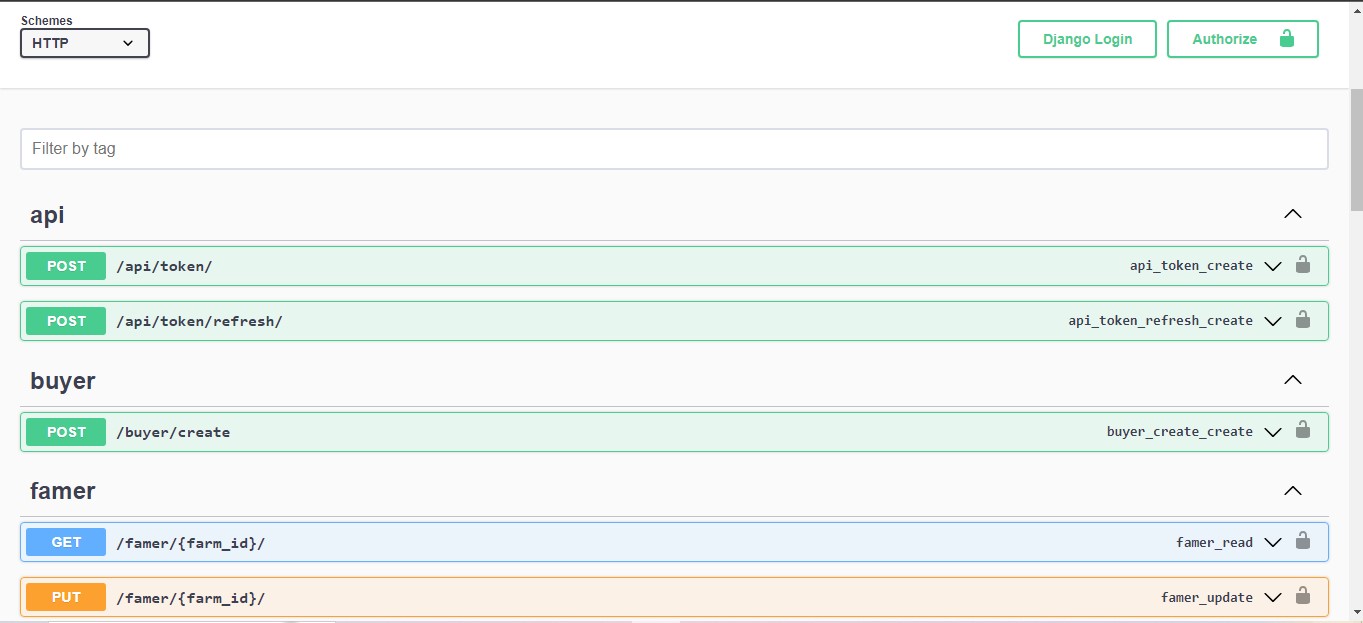 Schemes
HTTP
Django Login Authorize
Filter by tag
api
POST /api/token/ api_token_create
POST /api/token/refresh/ api_token_refresh_create
buyer
POST /buyer/create buyer_create_create
famer
GET /famer/{farm_id}/ famer_read
PUT /famer/{farm_id}/ famer_update